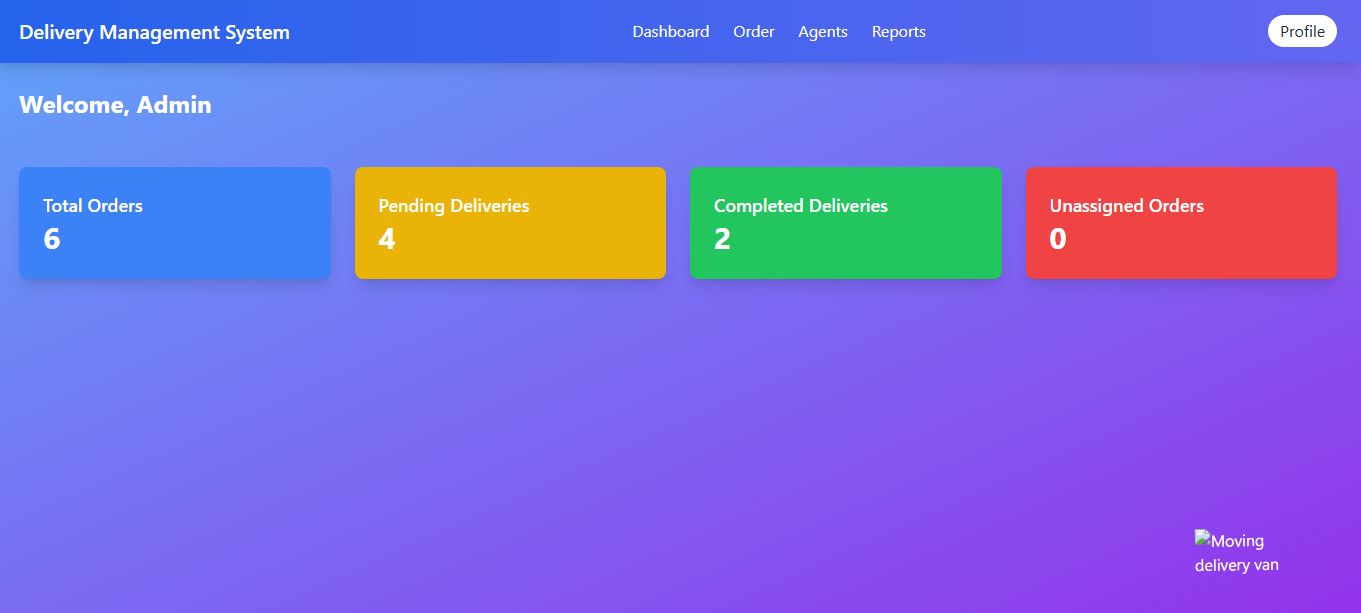 Delivery Management System
Dashboard Order Agents Reports
Profile
Welcome, Admin
Total Orders
6
Pending Deliveries
4
Completed Deliveries
2
Unassigned Orders
0
Moving
delivery van